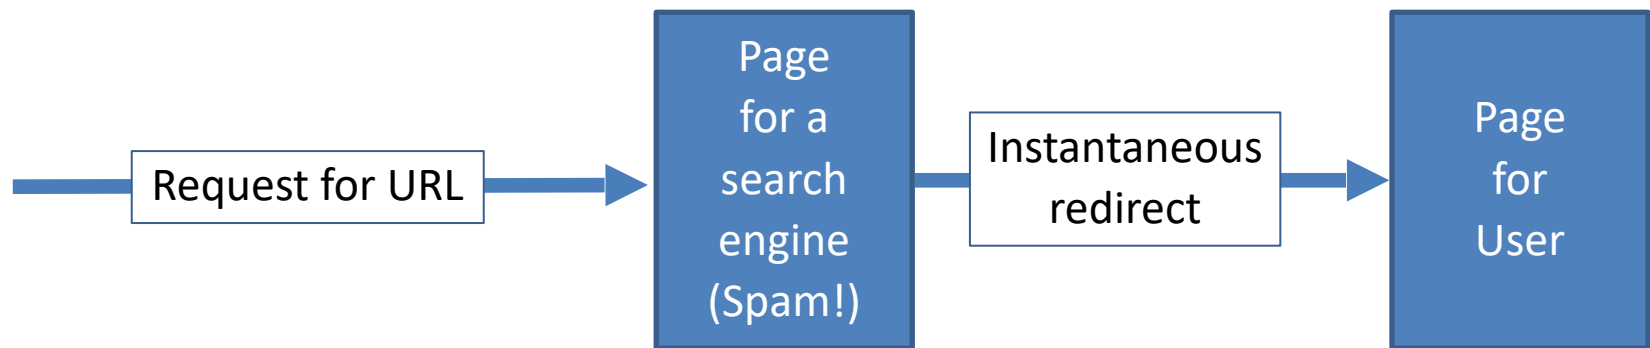 Request for URL
Page
for a
search
engine
(Spam!)
Instantaneous
redirect
Page
for
User